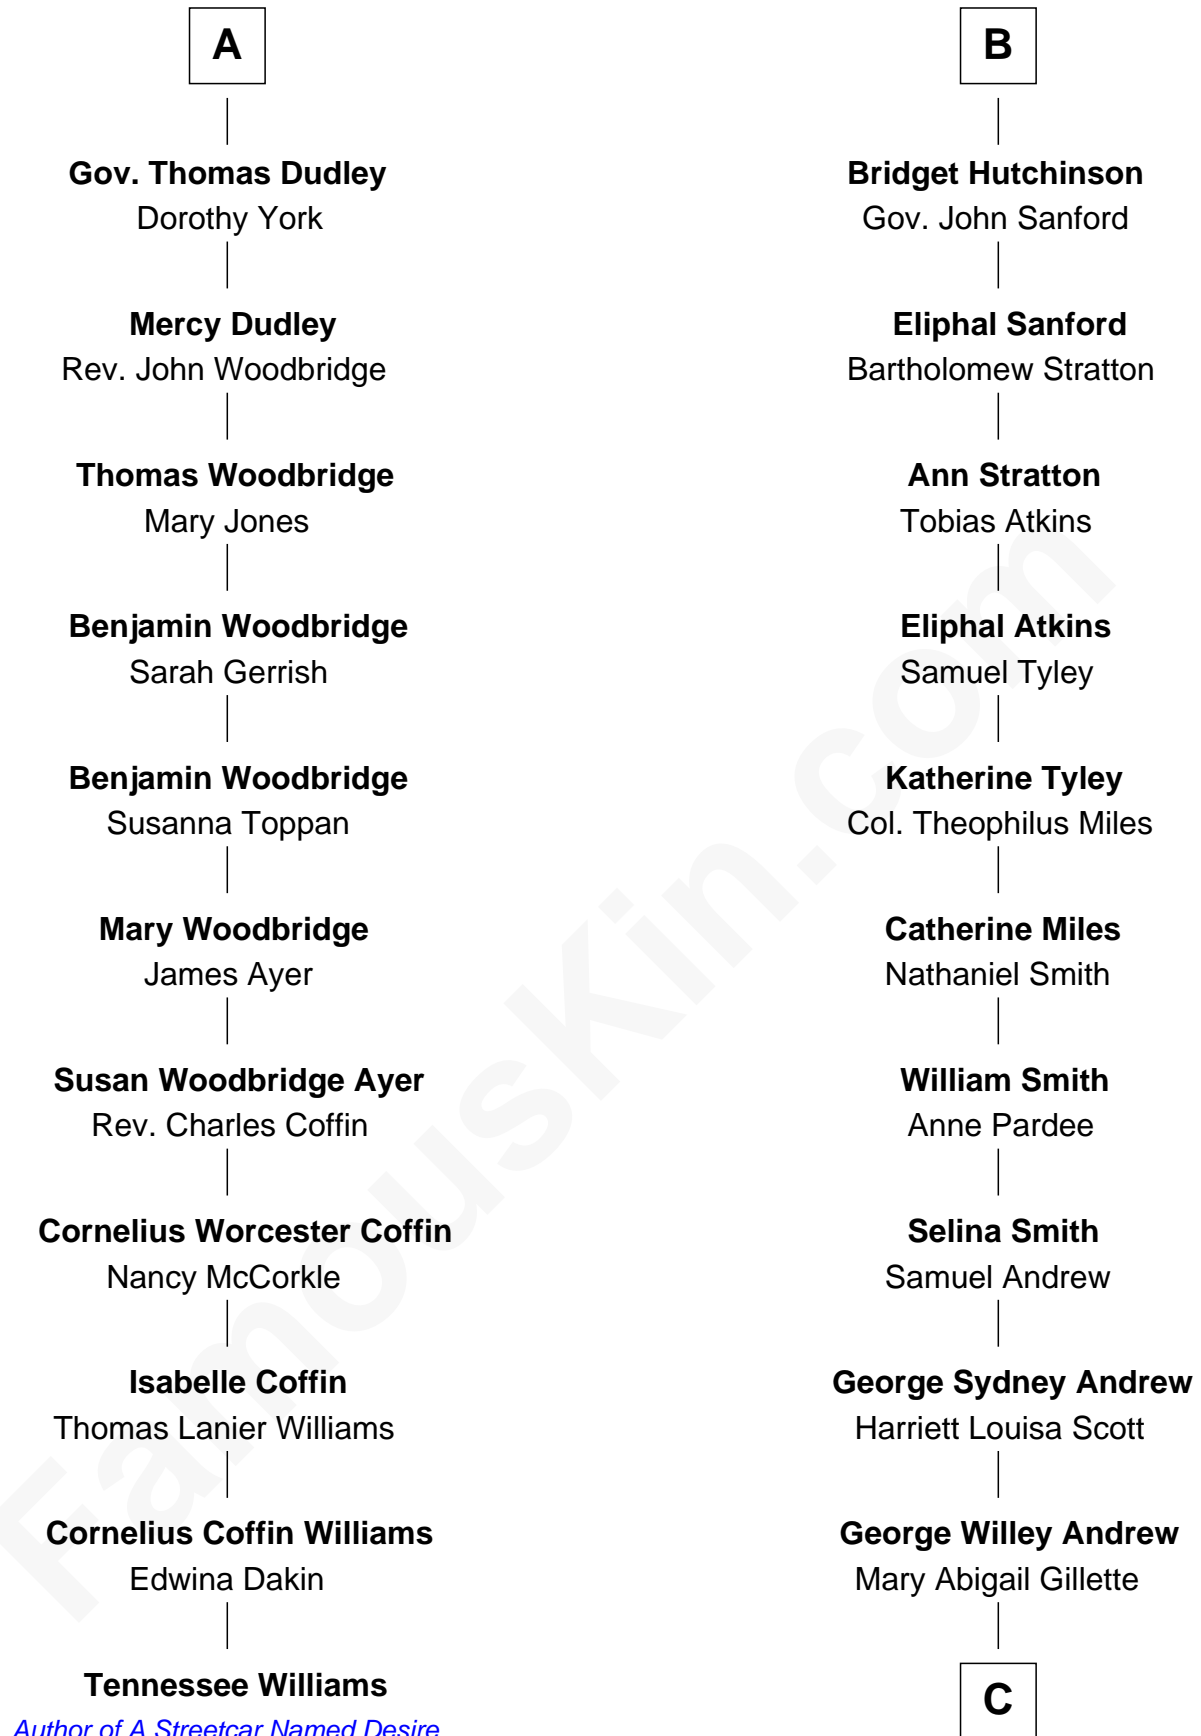 A
Gov. Thomas Dudley
Dorothy York
Mercy Dudley
Rev. John Woodbridge
Thomas Woodbridge
Mary Jones
Benjamin Woodbridge
Sarah Gerrish
Benjamin Woodbridge
Susanna Toppan
Mary Woodbridge
James Ayer
Susan Woodbridge Ayer
Rev. Charles Coffin
Cornelius Worcester Coffin
Nancy McCorkle
Isabelle Coffin
Thomas Lanier Williams
Cornelius Coffin Williams
Edwina Dakin
Tennessee Williams
Author of A Streetcar Named Desire
B
Bridget Hutchinson
Gov. John Sanford
Eliphal Sanford
Bartholomew Stratton
Ann Stratton
Tobias Atkins
Eliphal Atkins
Samuel Tyley
Katherine Tyley
Col. Theophilus Miles
Catherine Miles
Nathaniel Smith
William Smith
Anne Pardee
Selina Smith
Samuel Andrew
George Sydney Andrew
Harriett Louisa Scott
George Willey Andrew
Mary Abigail Gillette
C
FamousKin.com